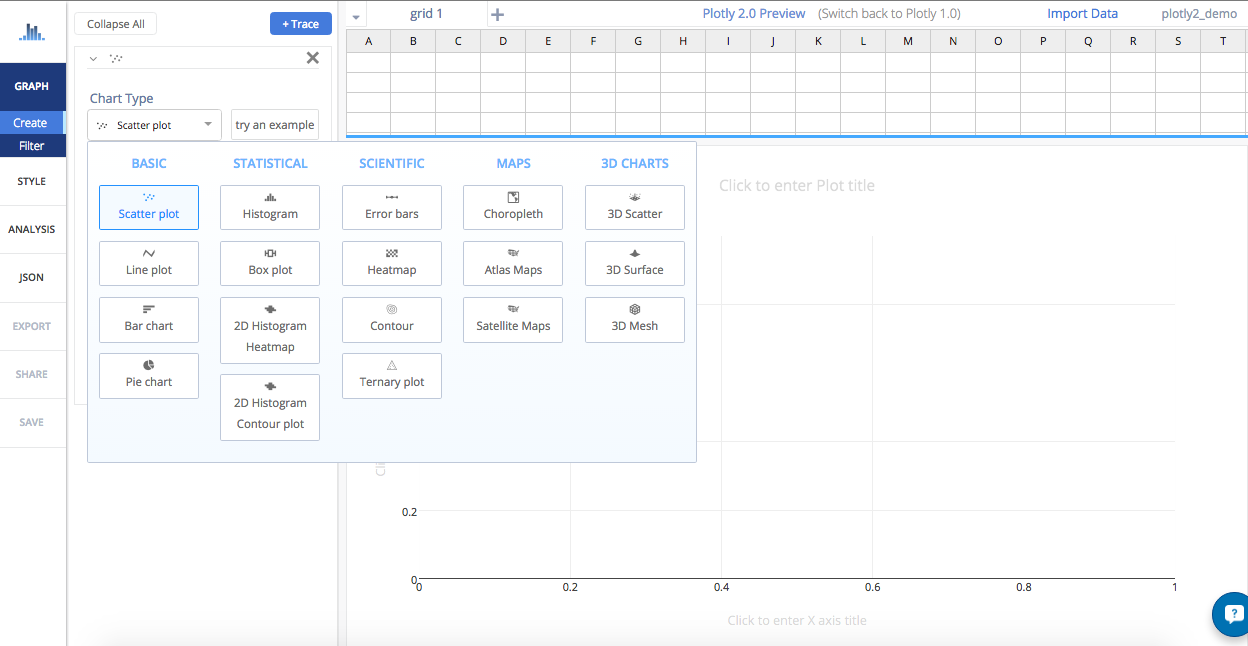 Collapse All
+ Trace
grid 1
Plotly 2.0 Preview (Switch back to Plotly 1.0)
Import Data
plotly2_demo
A B C D E F G H I J K L M N O P Q R S T
GRAPH
Create
Filter
STYLE
ANALYSIS
JSON
EXPORT
SHARE
SAVE
Chart Type
Scatter plot
try an example
BASIC
Scatter plot
Line plot
Bar chart
Pie chart
STATISTICAL
Histogram
Box plot
2D Histogram
Heatmap
2D Histogram
Contour plot
SCIENTIFIC
Error bars
Heatmap
Contour
Ternary plot
MAPS
Choropleth
Atlas Maps
Satellite Maps
3D CHARTS
3D Scatter
3D Surface
3D Mesh
Click to enter Plot title
0.2
0
0 0.2 0.4 0.6 0.8 1
Click to enter X axis title
?